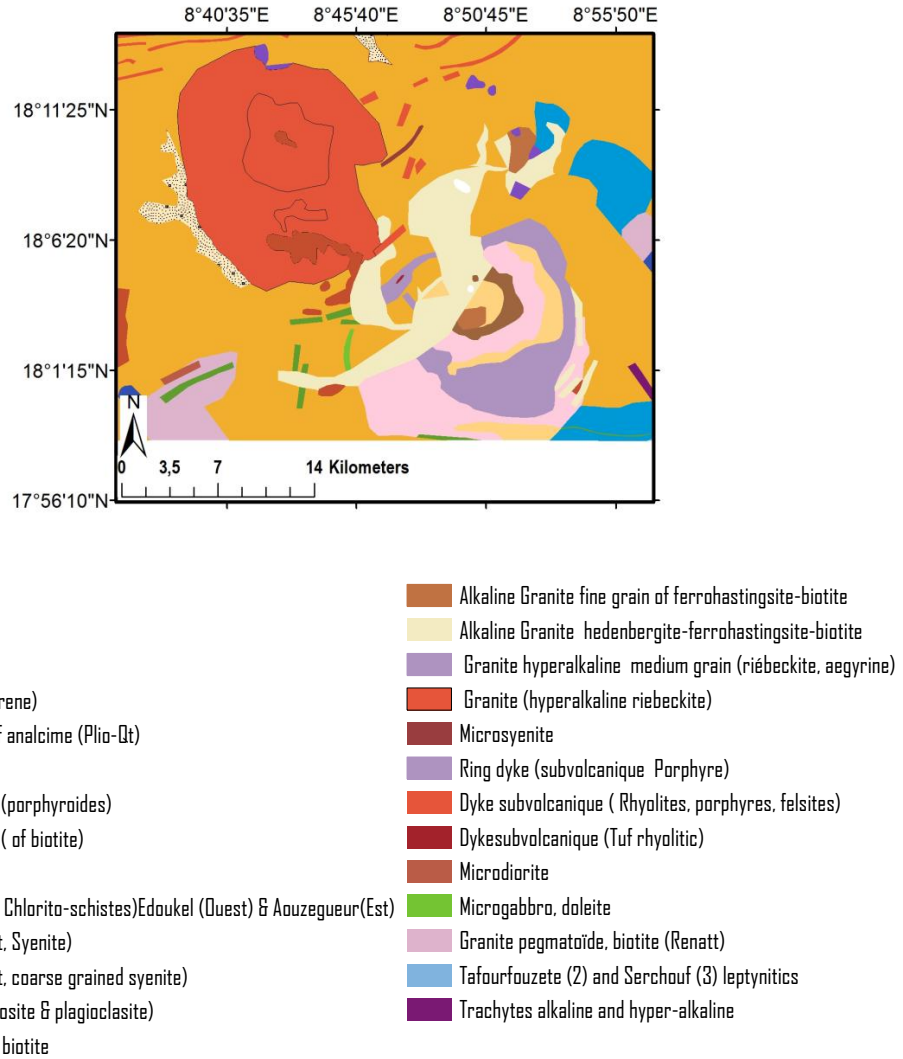 8°40'35"E 8°45'40"E 8°50'45"E 8°55'50"E
18°11'25"N
18°6'20"N
18°1'15"N
17°56'10"N
N
0 3,5 7 14 Kilometers
Alkaline Granite fine grain of ferrohastingsite-biotite
Alkaline Granite hedenbergite-ferrohastingsite-biotite
Granite hyperalkaline medium grain (riébeckite, aegyrine)
rene) Granite (hyperalkaline riebeckite)
analcime (Plio-Qt) Microsyenite
Ring dyke (subvolcanique Porphyre)
(porphyroides) Dyke subvolcanique ( Rhyolites, porphyres, felsites)
( of biotite) Dykesubvolcanique (Tuf rhyolitic)
Microdiorite
Chlorito-schistes)Edoukel (Ouest) & Aouzegueur(Est) Microgabbro, doleite
t, Syenite) Granite pegmatoïde, biotite (Renatt)
t, coarse grained syenite) Tafourfouzete (2) and Serchouf (3) leptynitics
osite & plagioclasite) Trachytes alkaline and hyper-alkaline
biotite